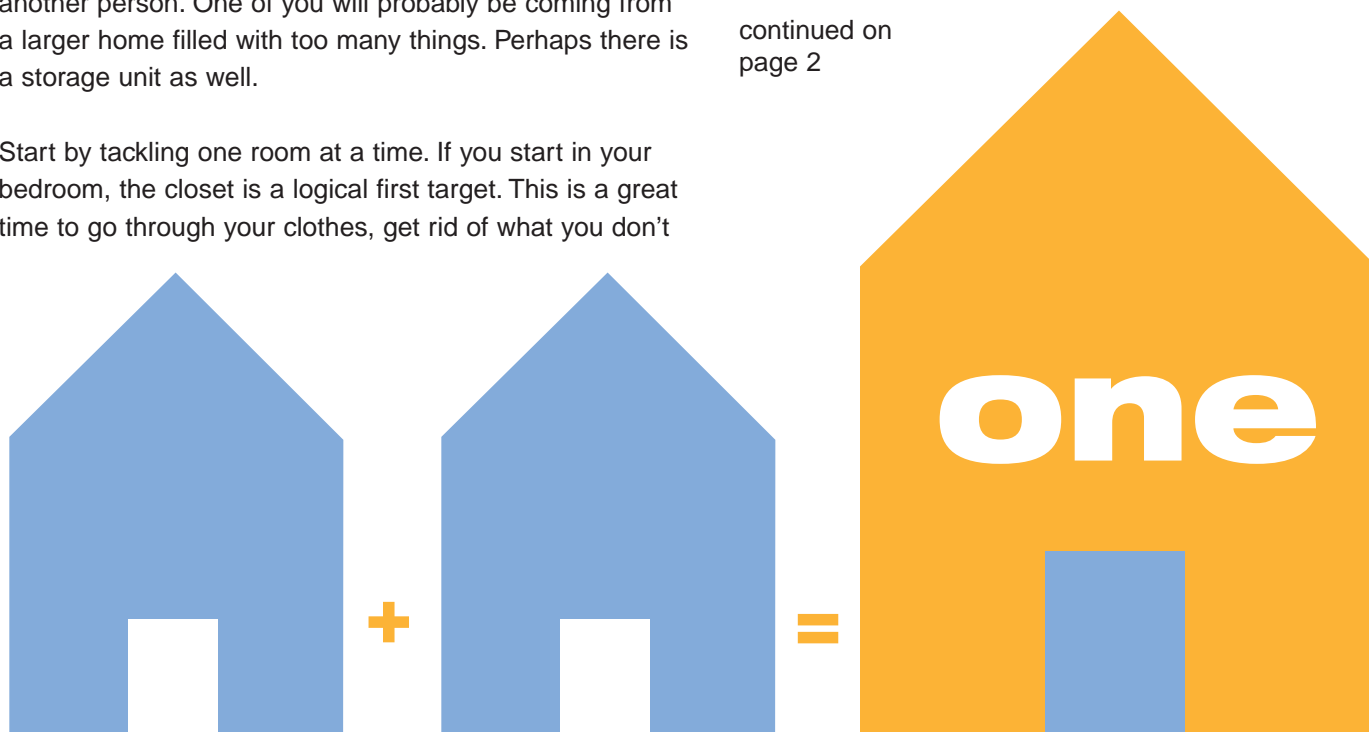 another person. One of you will probably be coming from
a larger home filled with too many things. Perhaps there is
a storage unit as well.
Start by tackling one room at a time. If you start in your
bedroom, the closet is a logical first target. This is a great
time to go through your clothes, get rid of what you don’t
continued on
page 2
+
=
one